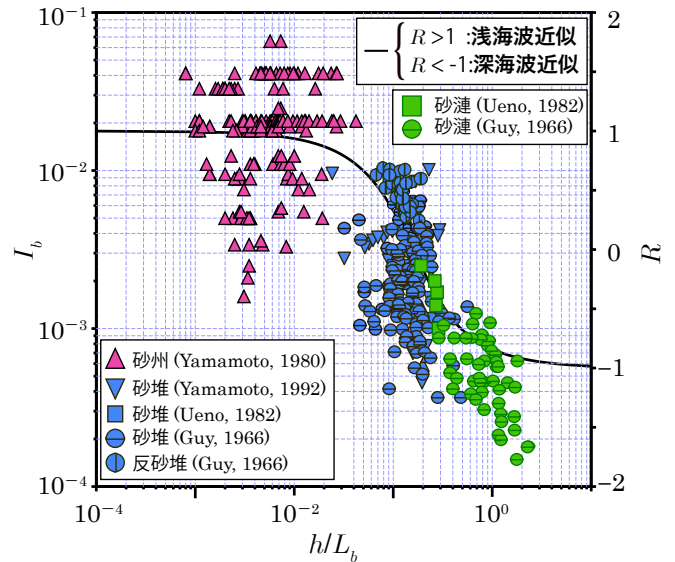 10⁻¹
10⁻²
10⁻³
10⁻⁴
I_b
2
1
0
−1
−2
R
R >1 :浅海波近似
R < -1:深海波近似
砂漣 (Ueno, 1982)
砂漣 (Guy, 1966)
砂州 (Yamamoto, 1980)
砂堆 (Yamamoto, 1992)
砂堆 (Ueno, 1982)
砂堆 (Guy, 1966)
反砂堆 (Guy, 1966)
10⁻⁴ 10⁻² 10⁰
h/L_b